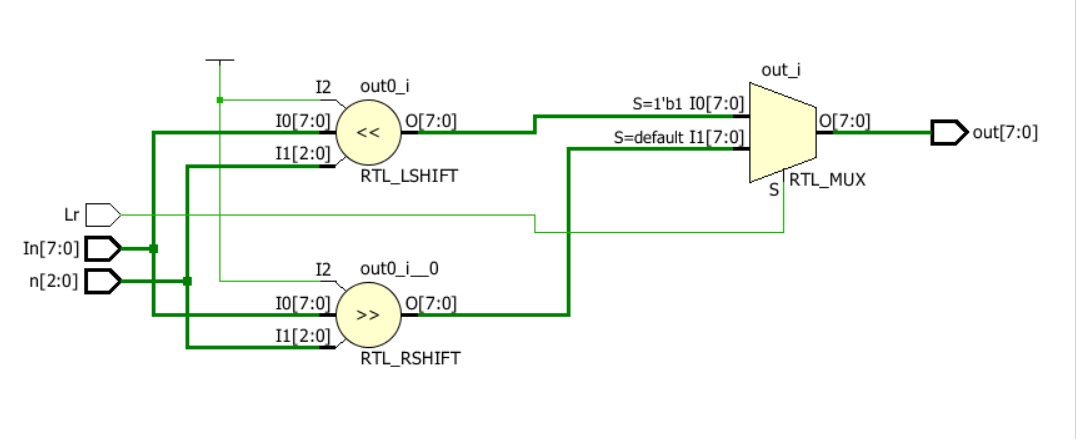 I2
out0_i
I0[7:0]
<<
O[7:0]
I1[2:0]
RTL_LSHIFT
out_i
S=1'b1 I0[7:0]
S=default I1[7:0]
O[7:0]
out[7:0]
S
RTL_MUX
Lr
In[7:0]
n[2:0]
I2
out0_i__0
I0[7:0]
>>
O[7:0]
I1[2:0]
RTL_RSHIFT